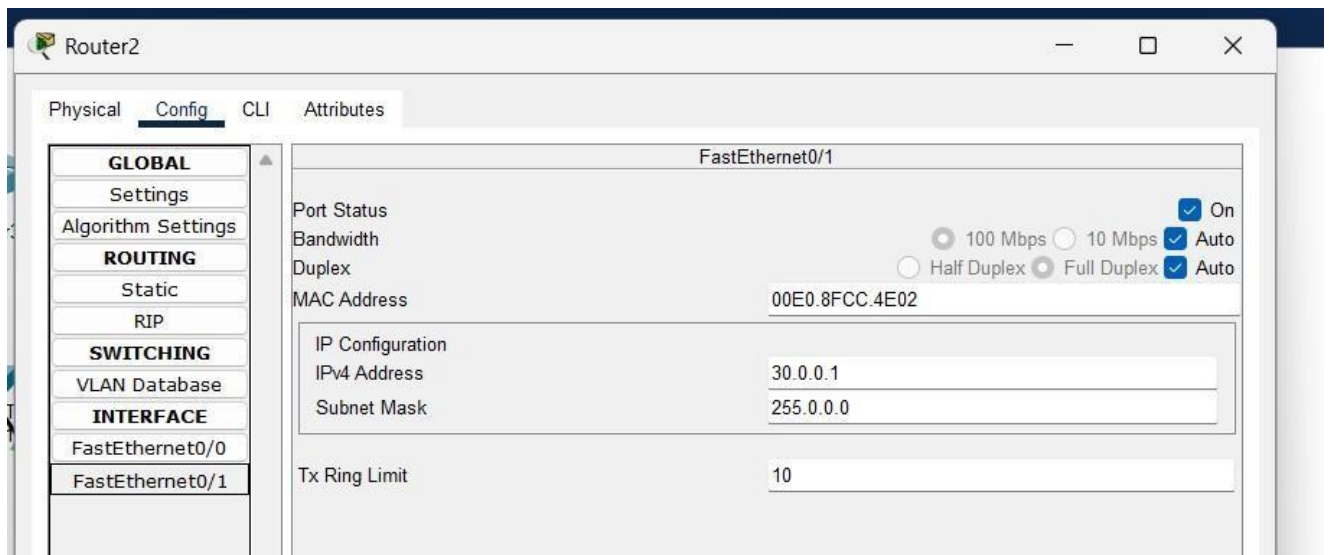 Router2
Physical Config CLI Attributes
GLOBAL
Settings
Algorithm Settings
ROUTING
Static
RIP
SWITCHING
VLAN Database
INTERFACE
FastEthernet0/0
FastEthernet0/1
FastEthernet0/1
Port Status On
Bandwidth 100 Mbps 10 Mbps Auto
Duplex Half Duplex Full Duplex Auto
MAC Address 00E0.8FCC.4E02
IP Configuration
IPv4 Address 30.0.0.1
Subnet Mask 255.0.0.0
Tx Ring Limit 10